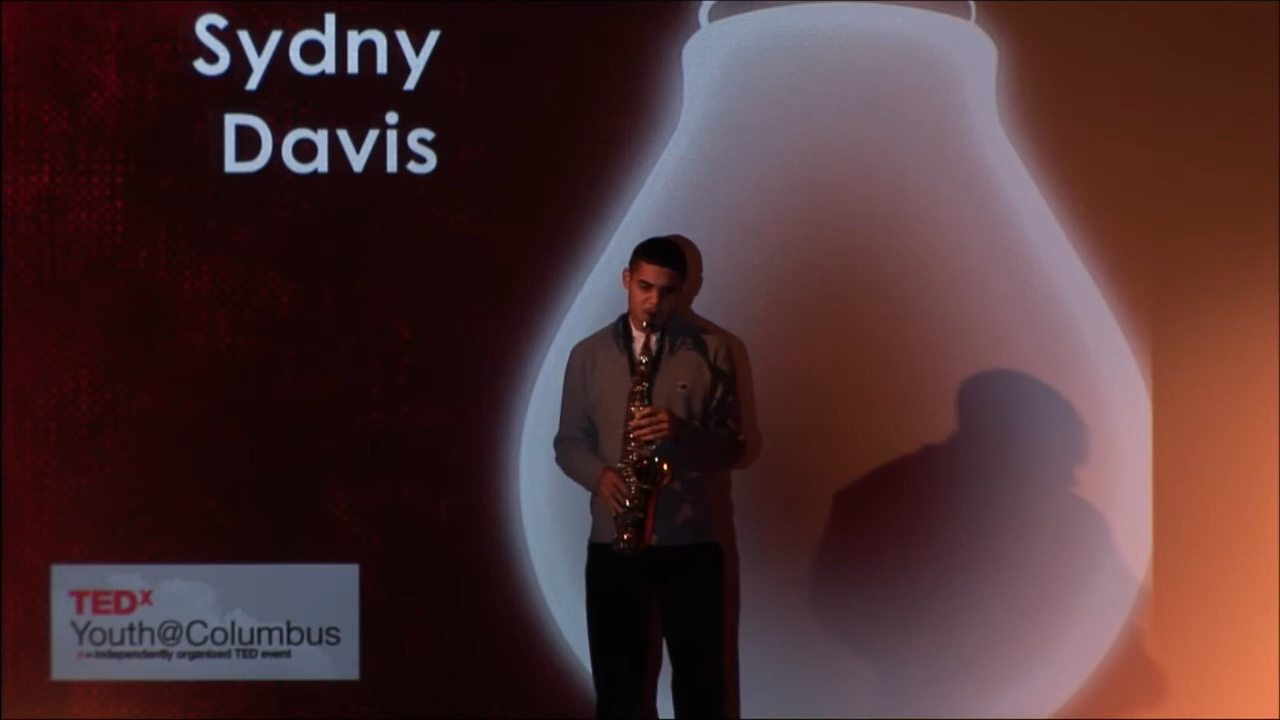 Sydny
Davis
TEDx
Youth@Columbus
x = independently organized TED event